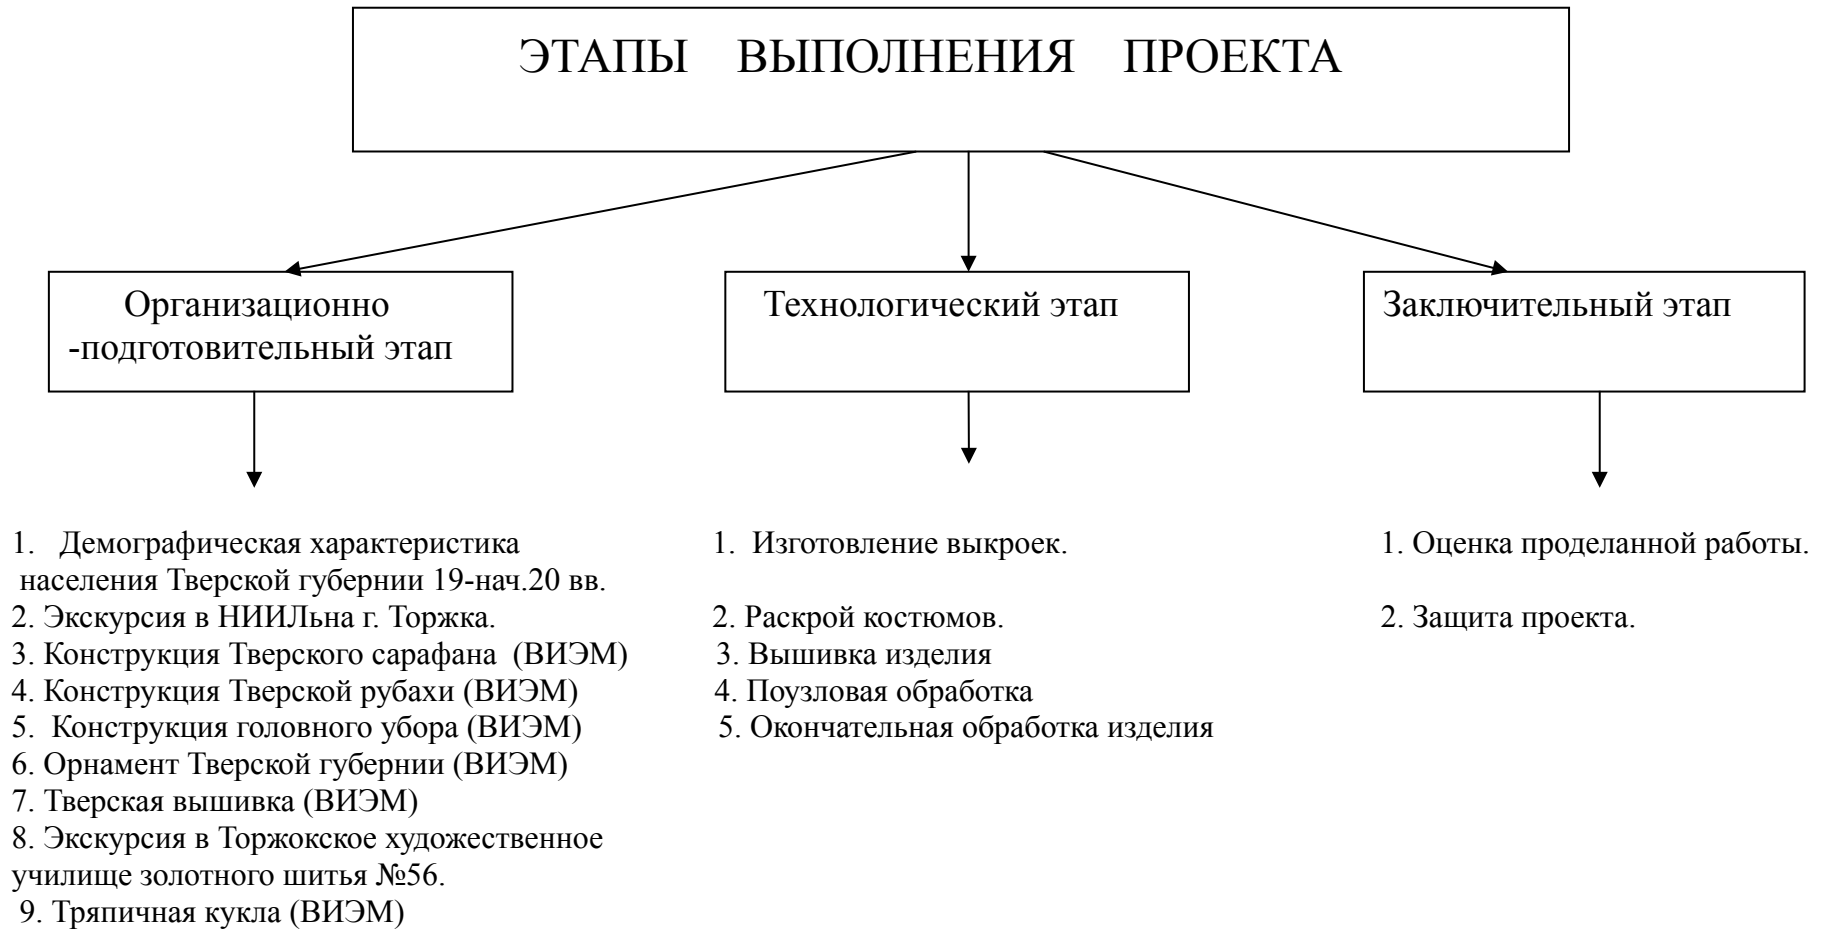 ЭТАПЫ ВЫПОЛНЕНИЯ ПРОЕКТА
Организационно
-подготовительный этап
Технологический этап
Заключительный этап
1. Демографическая характеристика
населения Тверской губернии 19-нач.20 вв.
2. Экскурсия в НИИЛьна г. Торжка.
3. Конструкция Тверского сарафана (ВИЭМ)
4. Конструкция Тверской рубахи (ВИЭМ)
5. Конструкция головного убора (ВИЭМ)
6. Орнамент Тверской губернии (ВИЭМ)
7. Тверская вышивка (ВИЭМ)
8. Экскурсия в Торжокское художественное
училище золотного шитья №56.
9. Тряпичная кукла (ВИЭМ)
1. Изготовление выкроек.
2. Раскрой костюмов.
3. Вышивка изделия
4. Поузловая обработка
5. Окончательная обработка изделия
1. Оценка проделанной работы.
2. Защита проекта.